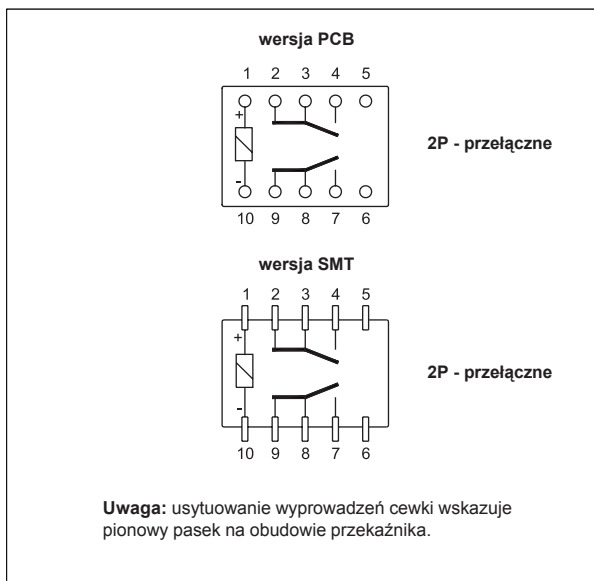 wersja PCB
1 2 3 4 5
+
2P - przełączne
-
10 9 8 7 6
wersja SMT
1 2 3 4 5
+
2P - przełączne
-
10 9 8 7 6
Uwaga: usytuowanie wyprowadzeń cewki wskazuje
pionowy pasek na obudowie przekaźnika.